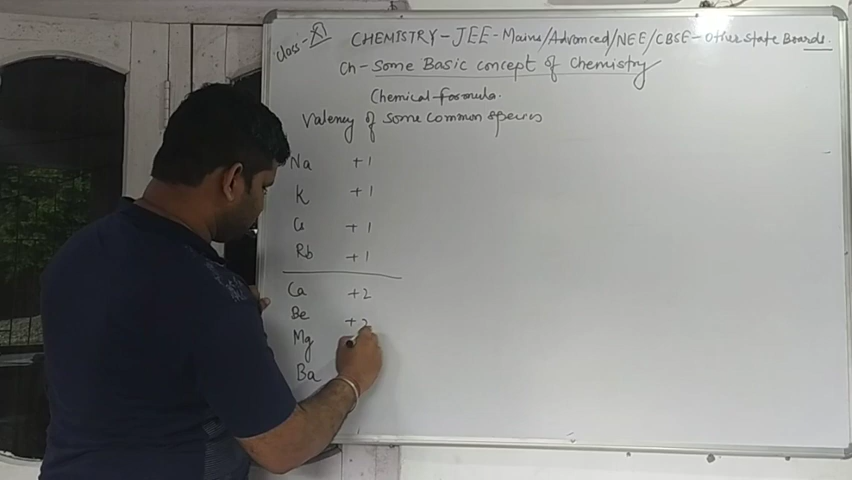 Class-XI
CHEMISTRY-JEE-Mains/Advanced/NEE/CBSE-Other State Boards.
Ch-Some Basic concept of Chemistry
Chemical-formula.
Valency of Some common species
Na +1
K +1
Cs +1
Rb +1
Ca +2
Be +2
Mg
Ba